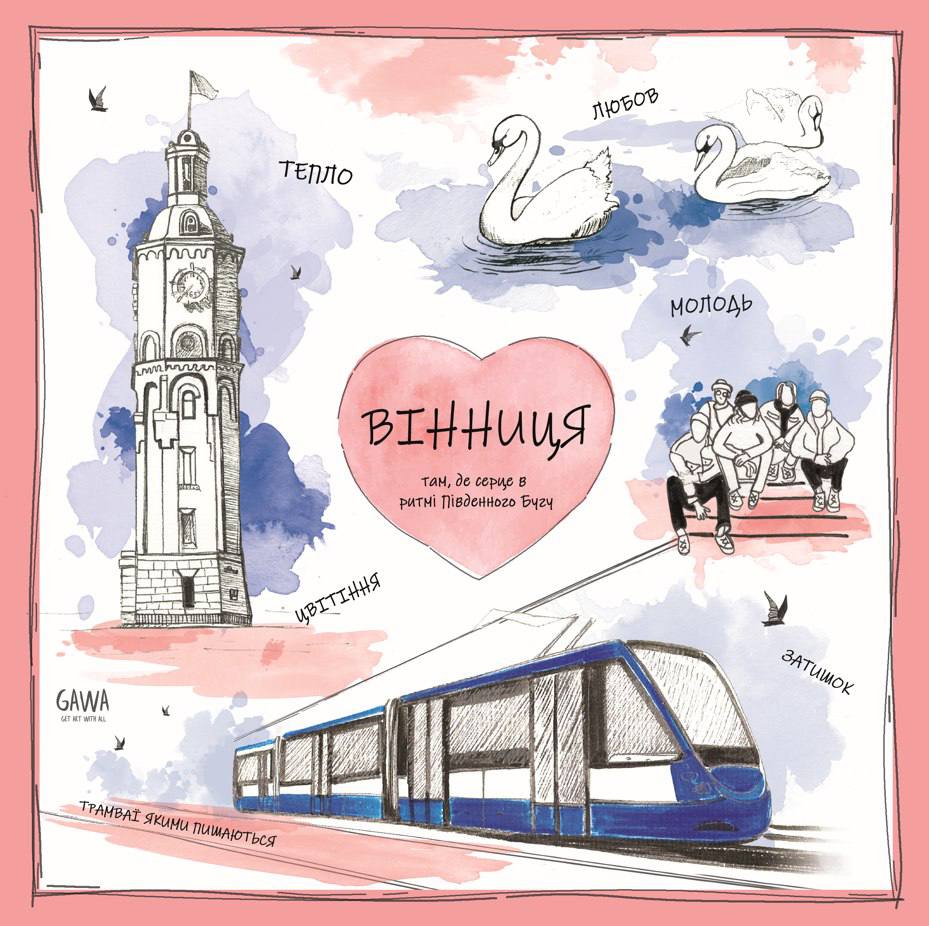 ЛЮБОВ
ТЕПЛО
МОЛОДЬ
ВІННИЦЯ
там, де серце в
ритмі Південного Бугу
ЦВІТІННЯ
ЗАТИШОК
GAWA
GET ART WITH ALL
ТРАМВАЇ ЯКИМИ ПИШАЮТЬСЯ